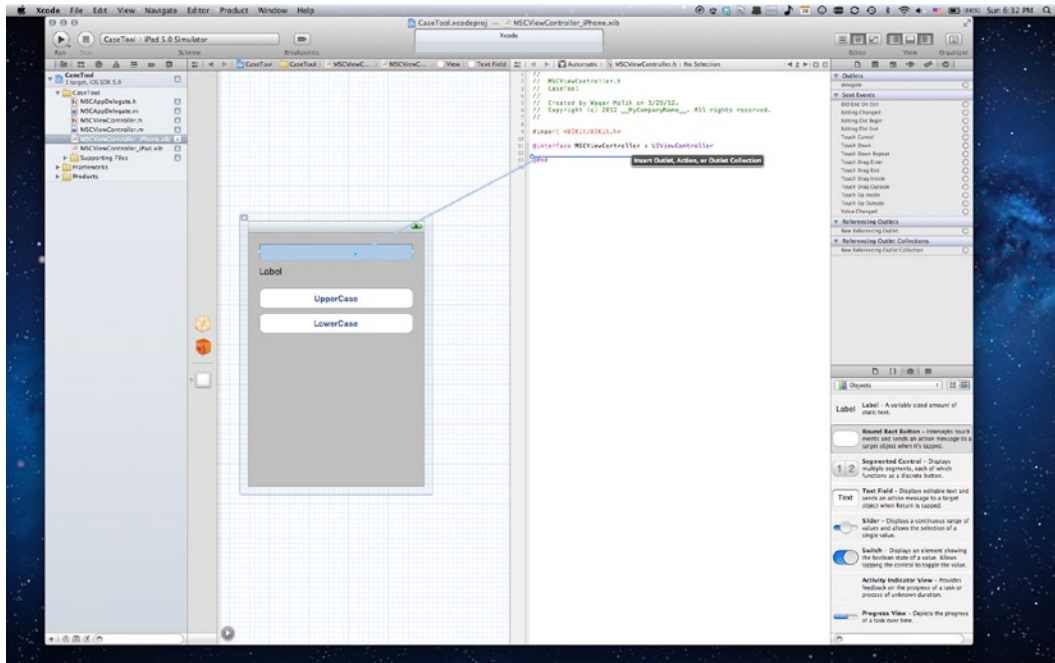 Xcode File Edit View Navigate Editor Product Window Help
Sun 6:32 PM
CaseTool.xcodeproj — MSCViewController_iPhone.xib
CaseTool iPad 5.0 Simulator
Xcode
Run
Scheme
Breakpoints
Editor
View
Organizer
CaseTool
1 target, iOS SDK 5.0
CaseTool
MSCAppDelegate.h
MSCAppDelegate.m
MSCViewController.h
MSCViewController.m
MSCViewController_iPhone.xib
MSCViewController_iPad.xib
Supporting Files
Frameworks
Products
CaseTool CaseTool MSCViewC... MSCViewC... View Text Field
Label
UpperCase
LowerCase
Automatic MSCViewController.h No Selection
//
// MSCViewController.h
// CaseTool
//
// Created by Waqar Malik on 1/29/12.
// Copyright (c) 2012 __MyCompanyName__. All rights reserved.
//
#import <UIKit/UIKit.h>
@interface MSCViewController : UIViewController
@end
Insert Outlet, Action, or Outlet Collection
Outlets
delegate
Sent Events
Did End On Exit
Editing Changed
Editing Did Begin
Editing Did End
Touch Cancel
Touch Down
Touch Down Repeat
Touch Drag Enter
Touch Drag Exit
Touch Drag Inside
Touch Drag Outside
Touch Up Inside
Touch Up Outside
Value Changed
Referencing Outlets
New Referencing Outlet
Referencing Outlet Collections
New Referencing Outlet Collection
Objects
Label
Label - A variably sized amount of
static text.
Round Rect Button - Intercepts touch
events and sends an action message to a
target object when it's tapped.
1 2
Segmented Control - Displays
multiple segments, each of which
functions as a discrete button.
Text
Text Field - Displays editable text and
sends an action message to a target
object when Return is tapped.
Slider - Displays a continuous range of
values and allows the selection of a
single value.
Switch - Displays an element showing
the boolean state of a value. Allows
tapping the control to toggle the value.
Activity Indicator View - Provides
feedback on the progress of a task or
process of unknown duration.
Progress View - Depicts the progress
of a task over time.